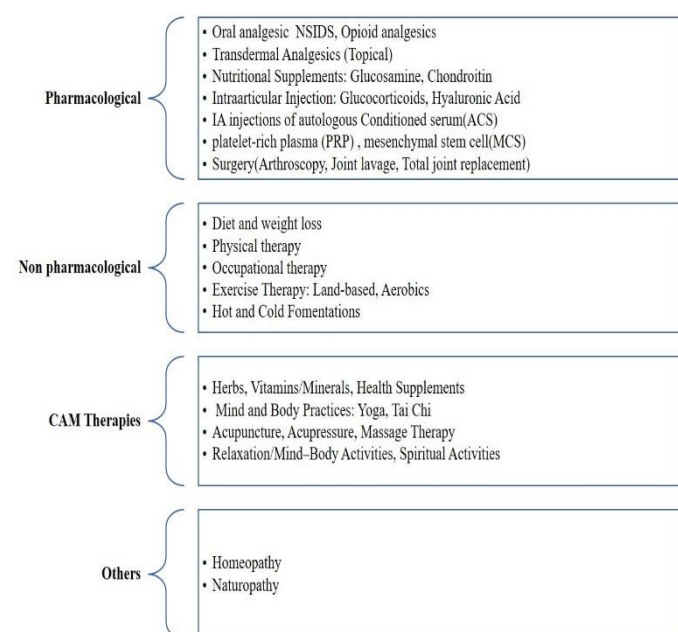 Pharmacological
• Oral analgesic NSIDS, Opioid analgesics
• Transdermal Analgesics (Topical)
• Nutritional Supplements: Glucosamine, Chondroitin
• Intraarticular Injection: Glucocorticoids, Hyaluronic Acid
• IA injections of autologous Conditioned serum(ACS)
• platelet-rich plasma (PRP) , mesenchymal stem cell(MCS)
• Surgery(Arthroscopy, Joint lavage, Total joint replacement)
Non pharmacological
• Diet and weight loss
• Physical therapy
• Occupational therapy
• Exercise Therapy: Land-based, Aerobics
• Hot and Cold Fomentations
CAM Therapies
• Herbs, Vitamins/Minerals, Health Supplements
• Mind and Body Practices: Yoga, Tai Chi
• Acupuncture, Acupressure, Massage Therapy
• Relaxation/Mind–Body Activities, Spiritual Activities
Others
• Homeopathy
• Naturopathy